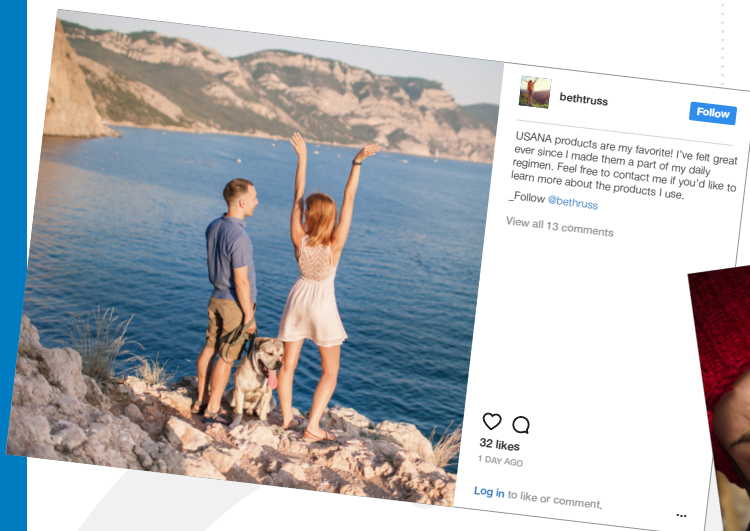 bethtruss
Follow
USANA products are my favorite! I've felt great
ever since I made them a part of my daily
regimen. Feel free to contact me if you'd like to
learn more about the products I use.
_Follow @bethruss
View all 13 comments
32 likes
1 DAY AGO
Log in to like or comment.
...